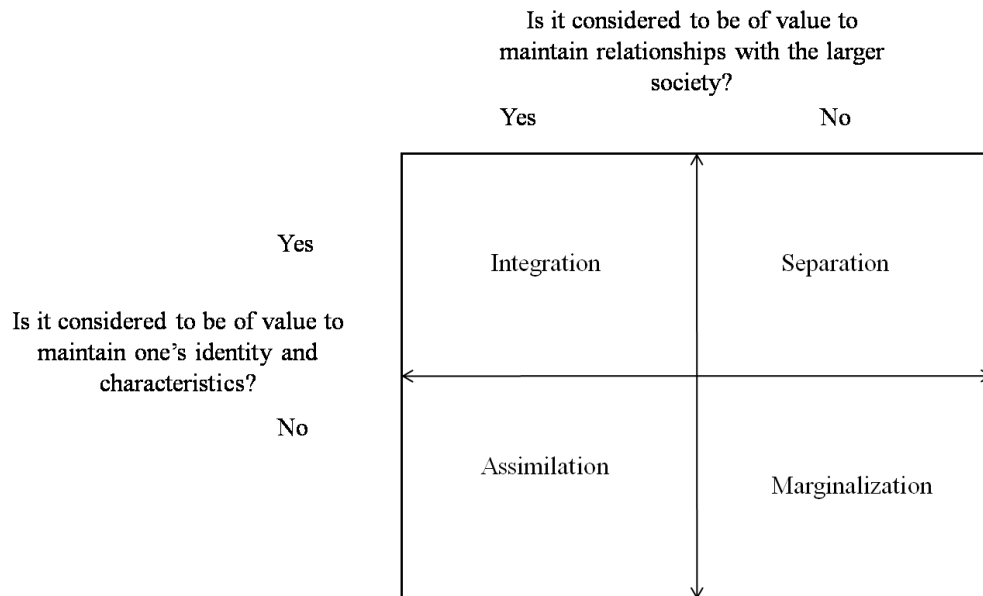 Is it considered to be of value to
maintain relationships with the larger
society?
Yes
No
Yes
Integration
Separation
Is it considered to be of value to
maintain one’s identity and
characteristics?
No
Assimilation
Marginalization